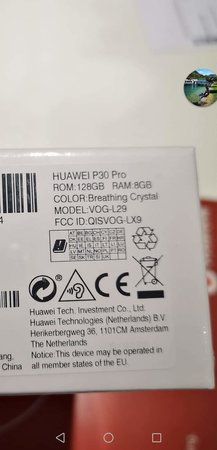 HUAWEI P30 Pro
ROM:128GB RAM:8GB
COLOR:Breathing Crystal
MODEL:VOG-L29
FCC ID:QISVOG-LX9
4
CE
Huawei Tech. Investment Co., Ltd.
Huawei Technologies (Netherlands) B.V.
Herikerbergweg 36, 1101CM Amsterdam
The Netherlands
ang. Notice:This device may be operated in
China all member states of the EU.